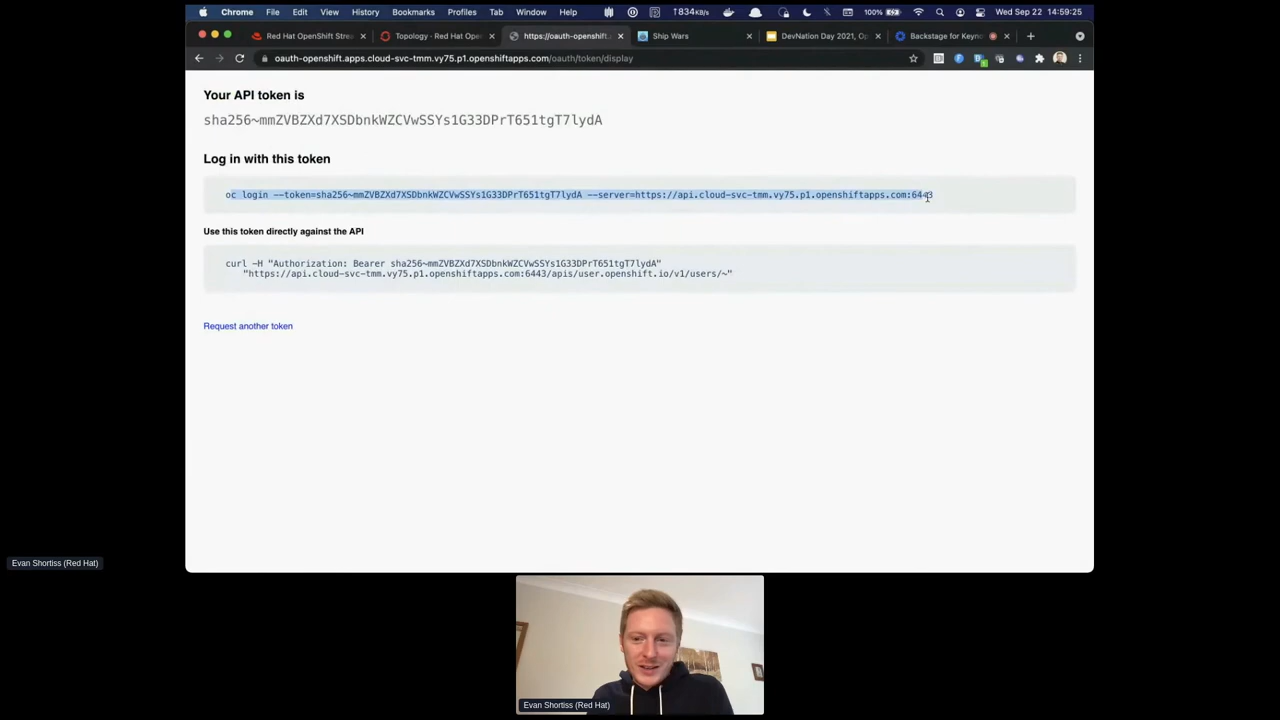 Chrome File Edit View History Bookmarks Profiles Tab Window Help
834KB/s 100% Wed Sep 22 14:59:25
Red Hat OpenShift Strea Topology - Red Hat Ope https://oauth-openshift. Ship Wars DevNation Day 2021, Op Backstage for Keyn
oauth-openshift.apps.cloud-svc-tmm.vy75.p1.openshiftapps.com/oauth/token/display
Your API token is
sha256~mmZVBZXd7XSDbnkWZCVwSSYs1G33DPrT651tgT7lydA
Log in with this token
oc login --token=sha256~mmZVBZXd7XSDbnkWZCVwSSYs1G33DPrT651tgT7lydA --server=https://api.cloud-svc-tmm.vy75.p1.openshiftapps.com:6443
Use this token directly against the API
curl -H "Authorization: Bearer sha256~mmZVBZXd7XSDbnkWZCVwSSYs1G33DPrT651tgT7lydA"
"https://api.cloud-svc-tmm.vy75.p1.openshiftapps.com:6443/apis/user.openshift.io/v1/users/~"
Request another token
Evan Shortiss (Red Hat)
Evan Shortiss (Red Hat)